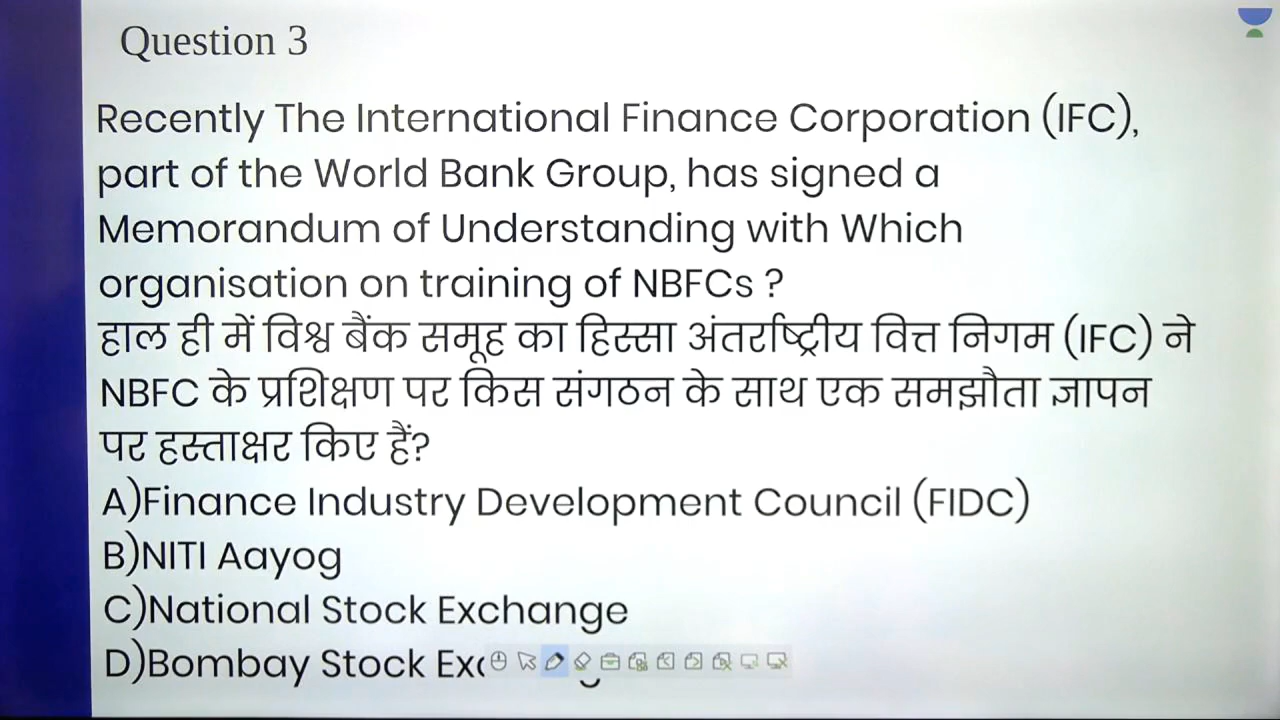 Question 3
Recently The International Finance Corporation (IFC),
part of the World Bank Group, has signed a
Memorandum of Understanding with Which
organisation on training of NBFCs ?
हाल ही में विश्व बैंक समूह का हिस्सा अंतर्राष्ट्रीय वित्त निगम (IFC) ने
NBFC के प्रशिक्षण पर किस संगठन के साथ एक समझौता ज्ञापन
पर हस्ताक्षर किए हैं?
A)Finance Industry Development Council (FIDC)
B)NITI Aayog
C)National Stock Exchange
D)Bombay Stock